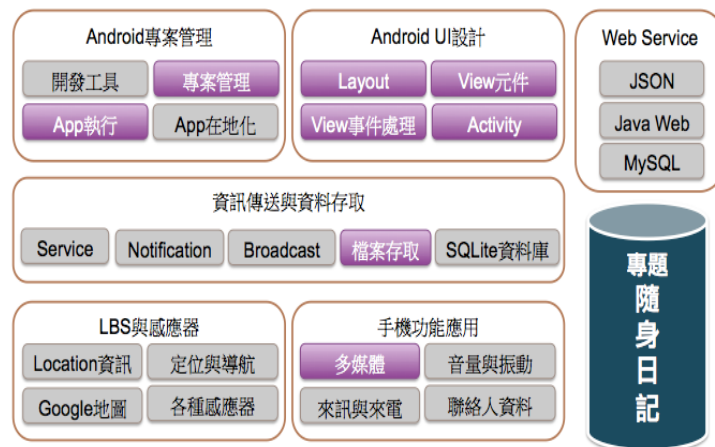 Android專案管理
開發工具
專案管理
App執行
App在地化
Android UI設計
Layout
View元件
View事件處理
Activity
Web Service
JSON
Java Web
MySQL
資訊傳送與資料存取
Service
Notification
Broadcast
檔案存取
SQLite資料庫
LBS與感應器
Location資訊
定位與導航
Google地圖
各種感應器
手機功能應用
多媒體
音量與振動
來訊與來電
聯絡人資料
專題
隨
身
日
記